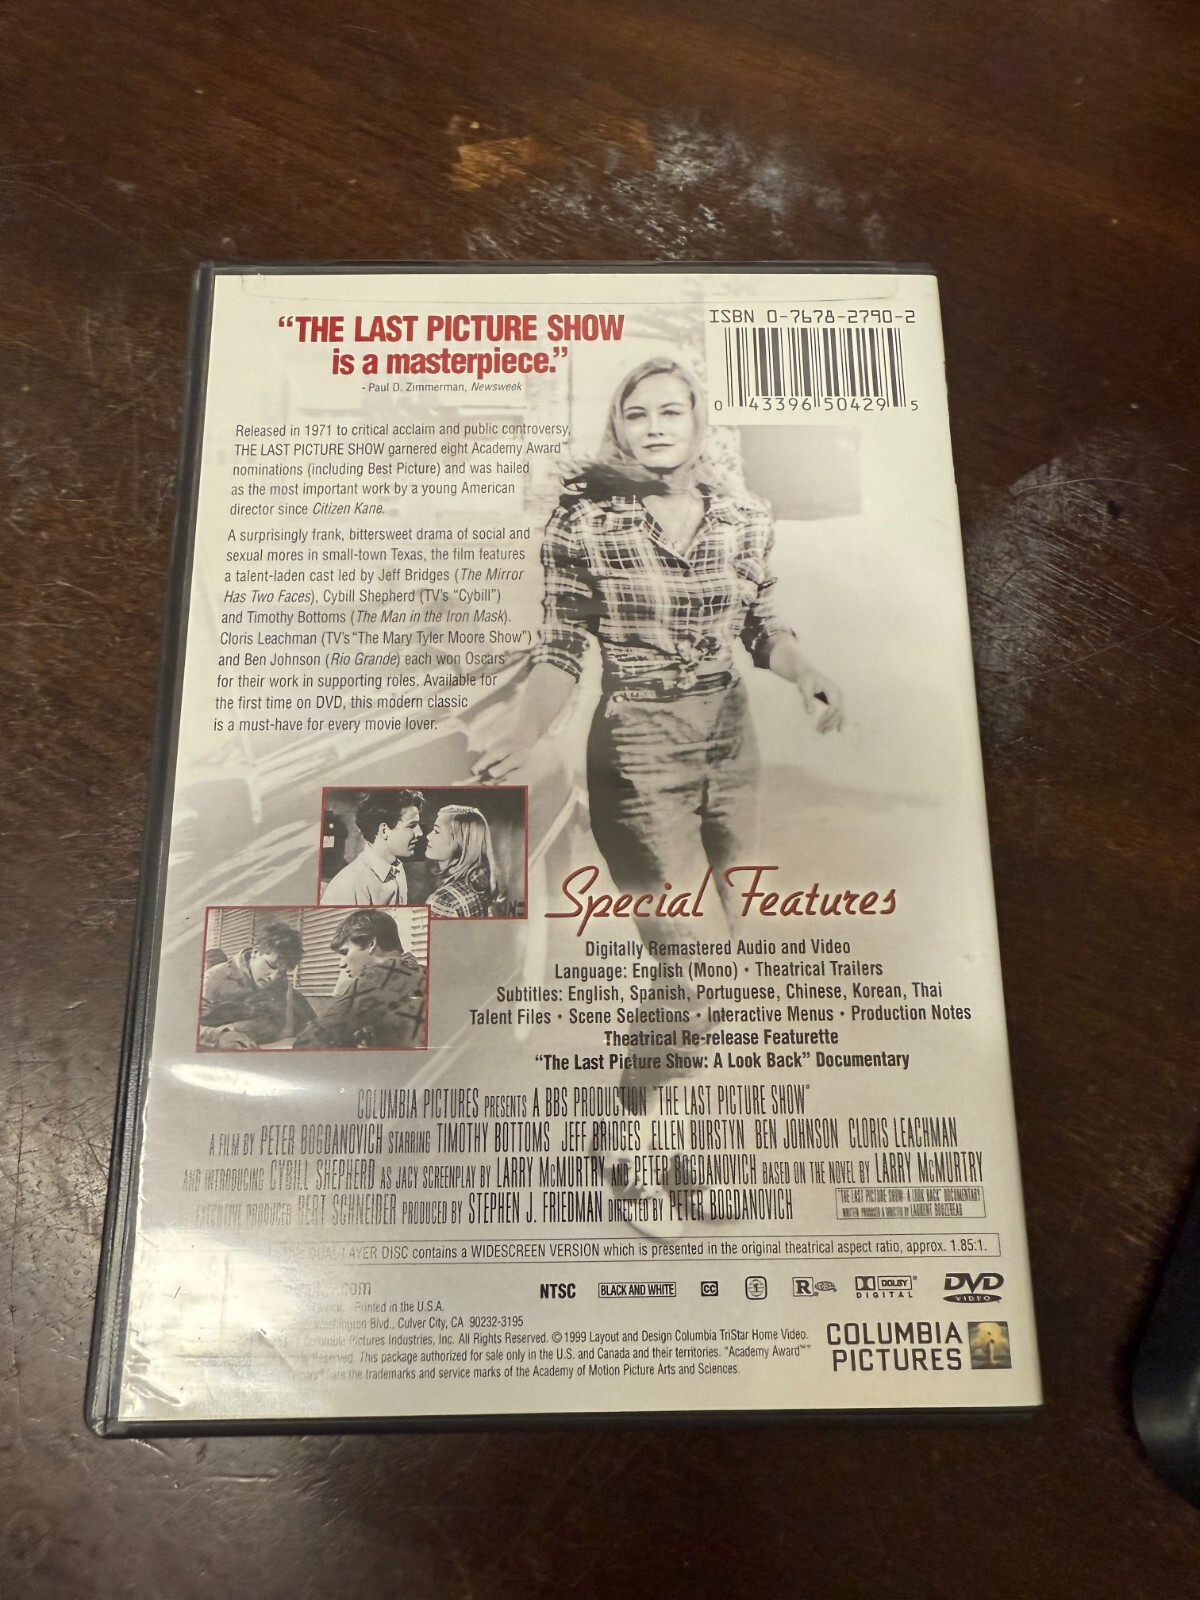 "THE LAST PICTURE SHOW
is a masterpiece."
- Paul D. Zimmerman, Newsweek
ISBN 0-7678-2790-2
0 43396 50429 5
Released in 1971 to critical acclaim and public controversy,
THE LAST PICTURE SHOW garnered eight Academy Award™
nominations (including Best Picture) and was hailed
as the most important work by a young American
director since Citizen Kane.
A surprisingly frank, bittersweet drama of social and
sexual mores in small-town Texas, the film features
a talent-laden cast led by Jeff Bridges (The Mirror
Has Two Faces), Cybill Shepherd (TV's "Cybill")
and Timothy Bottoms (The Man in the Iron Mask).
Cloris Leachman (TV's "The Mary Tyler Moore Show")
and Ben Johnson (Rio Grande) each won Oscars
for their work in supporting roles. Available for
the first time on DVD, this modern classic
is a must-have for every movie lover.
Special Features
Digitally Remastered Audio and Video
Language: English (Mono) • Theatrical Trailers
Subtitles: English, Spanish, Portuguese, Chinese, Korean, Thai
Talent Files • Scene Selections • Interactive Menus • Production Notes
Theatrical Re-release Featurette
"The Last Picture Show: A Look Back" Documentary
COLUMBIA PICTURES PRESENTS A BBS PRODUCTION "THE LAST PICTURE SHOW"
A FILM BY PETER BOGDANOVICH STARRING TIMOTHY BOTTOMS JEFF BRIDGES ELLEN BURSTYN BEN JOHNSON CLORIS LEACHMAN
AND INTRODUCING CYBILL SHEPHERD AS JACY SCREENPLAY BY LARRY McMURTRY AND PETER BOGDANOVICH BASED ON THE NOVEL BY LARRY McMURTRY
EXECUTIVE PRODUCER BERT SCHNEIDER PRODUCED BY STEPHEN J. FRIEDMAN DIRECTED BY PETER BOGDANOVICH
"THE LAST PICTURE SHOW: A LOOK BACK" DOCUMENTARY
WRITTEN, PRODUCED & DIRECTED BY LAURENT BOUZEREAU
DUAL-LAYER DISC contains a WIDESCREEN VERSION which is presented in the original theatrical aspect ratio, approx. 1.85:1.
.com
NTSC
BLACK AND WHITE
CC
R
DOLBY
DIGITAL
DVD
VIDEO
Printed in the U.S.A.
Washington Blvd., Culver City, CA 90232-3195
Pictures Industries, Inc. All Rights Reserved. ©1999 Layout and Design Columbia TriStar Home Video.
Reserved. This package authorized for sale only in the U.S. and Canada and their territories. "Academy Award™"
are the trademarks and service marks of the Academy of Motion Picture Arts and Sciences.
COLUMBIA
PICTURES